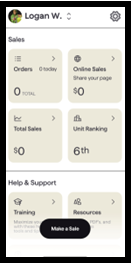 Logan W.
Sales
Orders 0 today
0 TOTAL
Online Sales
Share your page
$0
Total Sales
$0
Unit Ranking
6th
Help & Support
Training
Resources
Make a Sale